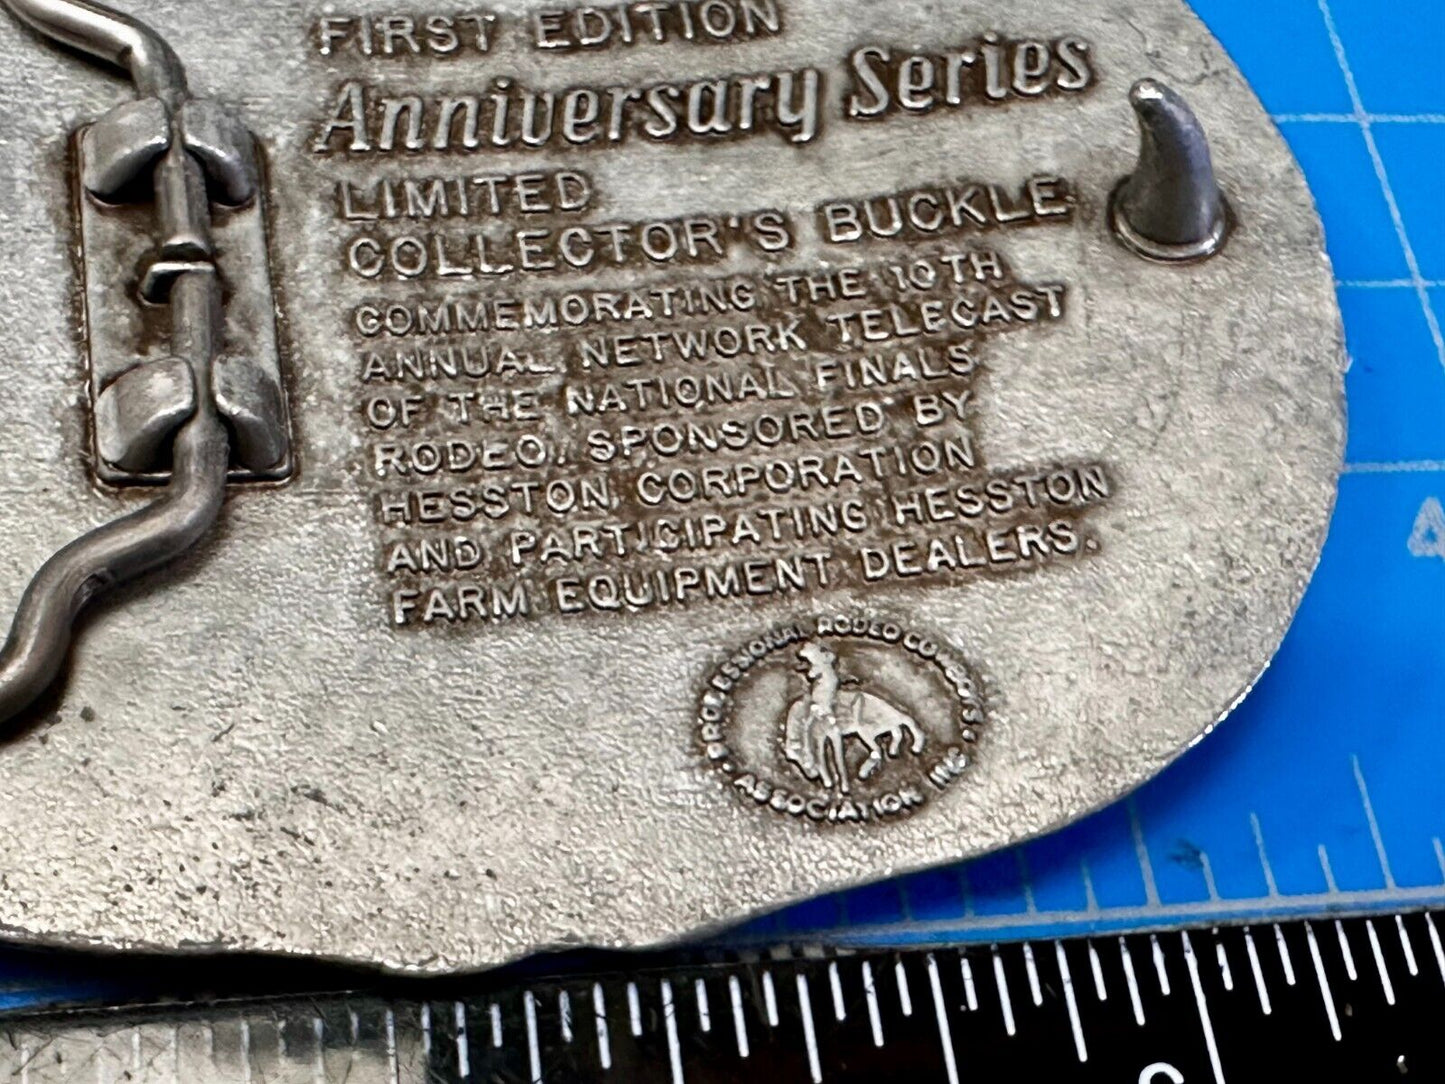 FIRST EDITION
Anniversary Series
LIMITED
COLLECTOR'S BUCKLE
COMMEMORATING THE 10TH
ANNUAL NETWORK TELECAST
OF THE NATIONAL FINALS
RODEO. SPONSORED BY
HESSTON CORPORATION
AND PARTICIPATING HESSTON
FARM EQUIPMENT DEALERS.
PROFESSIONAL RODEO COWBOYS'
ASSOCIATION INC.
4